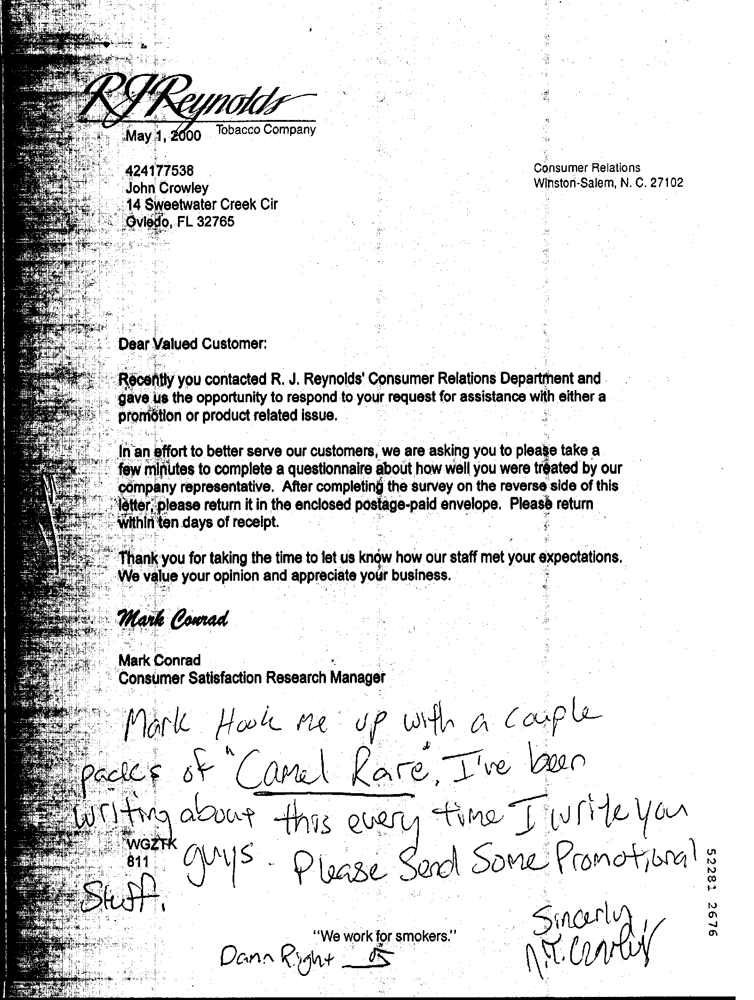 RJReynolds
Tobacco Company
May 1, 2000
424177538
John Crowley
14 Sweetwater Creek Cir
Oviedo, FL 32765
Consumer Relations
Winston-Salem, N. C. 27102
Dear Valued Customer:
Recently you contacted R. J. Reynolds' Consumer Relations Department and
gave us the opportunity to respond to your request for assistance with either a
promotion or product related issue.
In an effort to better serve our customers, we are asking you to please take a
few minutes to complete a questionnaire about how well you were treated by our
company representative. After completing the survey on the reverse side of this
letter, please return it in the enclosed postage-paid envelope. Please return
within ten days of receipt.
Thank you for taking the time to let us know how our staff met your expectations.
We value your opinion and appreciate your business.
Mark Conrad
Mark Conrad
Consumer Satisfaction Research Manager
Mark Hook me up with a couple
packs of "Camel Rare", I've been
writing about this every time I write you
WGZTK
811
guys. Please Send Some Promotional
Stuff.
52281 2676
Sincerly,
"We work for smokers."
Damn Right